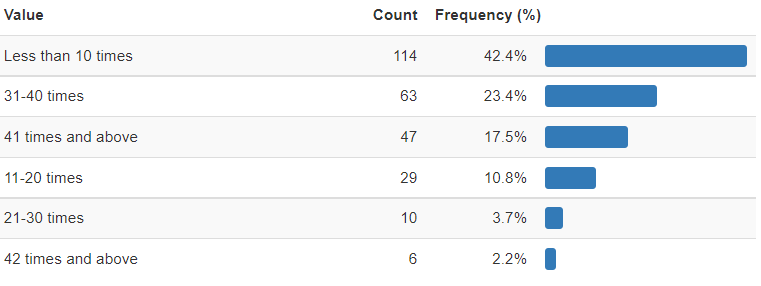 Value Count Frequency (%)
Less than 10 times 114 42.4%
31-40 times 63 23.4%
41 times and above 47 17.5%
11-20 times 29 10.8%
21-30 times 10 3.7%
42 times and above 6 2.2%